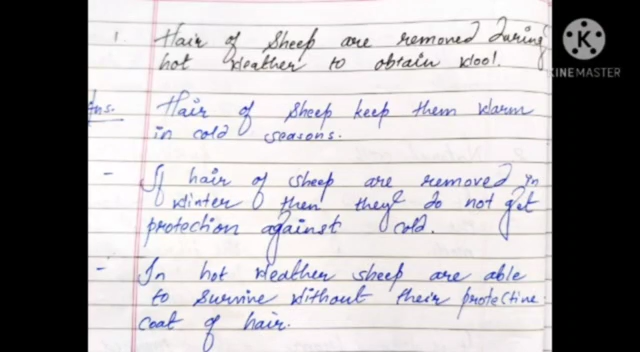 1. Hair of Sheep are removed during
hot weather to obtain wool.
Ans. Hair of sheep keep them warm
in cold seasons.
- If hair of sheep are removed in
winter then they do not get
protection against cold.
- In hot weather sheep are able
to survive without their protective
coat of hair.
KINEMASTER